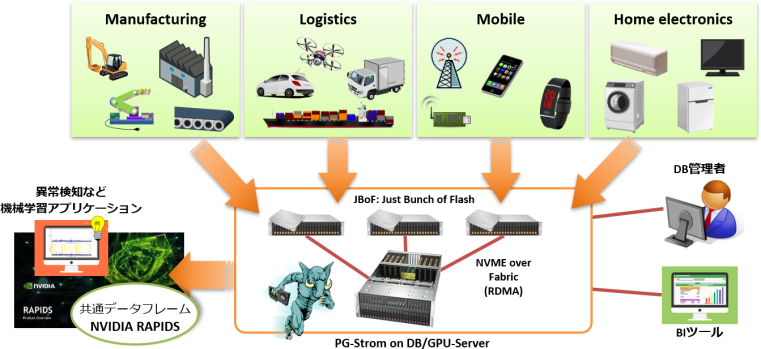 Manufacturing
Logistics
Mobile
Home electronics
異常検知など
機械学習アプリケーション
JBoF: Just Bunch of Flash
DB管理者
NVME over
Fabric
(RDMA)
NVIDIA
RAPIDS
共通データフレーム
NVIDIA RAPIDS
BIツール
PG-Strom on DB/GPU-Server